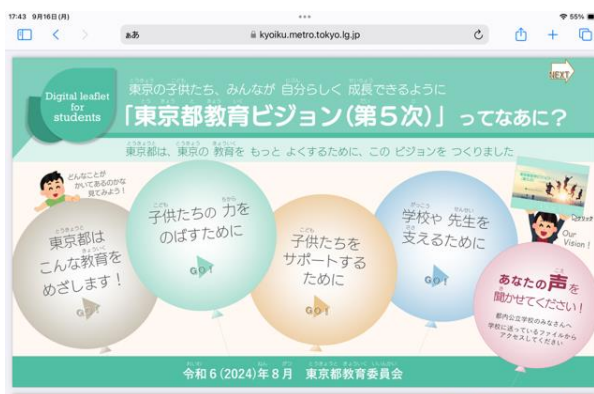 17:43 9月16日(月)
55%
ああ
kyoiku.metro.tokyo.lg.jp
NEXT
Digital leaflet
for
students
東京の子供たち、みんなが 自分らしく 成長できるように
「東京都教育ビジョン(第5次)」ってなあに?
東京都は、東京の 教育を もっと よくするために、この ビジョンを つくりました
どんなことが
かいてあるのかな
見てみよう!
東京都は
こんな教育を
めざします!
GO!
子供たちの 力を
のばすために
GO!
子供たちを
サポートする
ために
GO!
学校や 先生を
支えるために
GO!
クリック
Our
Vision!
あなたの声を
聞かせてください!
都内公立学校のみなさんへ
学校に送っているファイルから
アクセスしてください
令和6(2024)年8月 東京都教育委員会